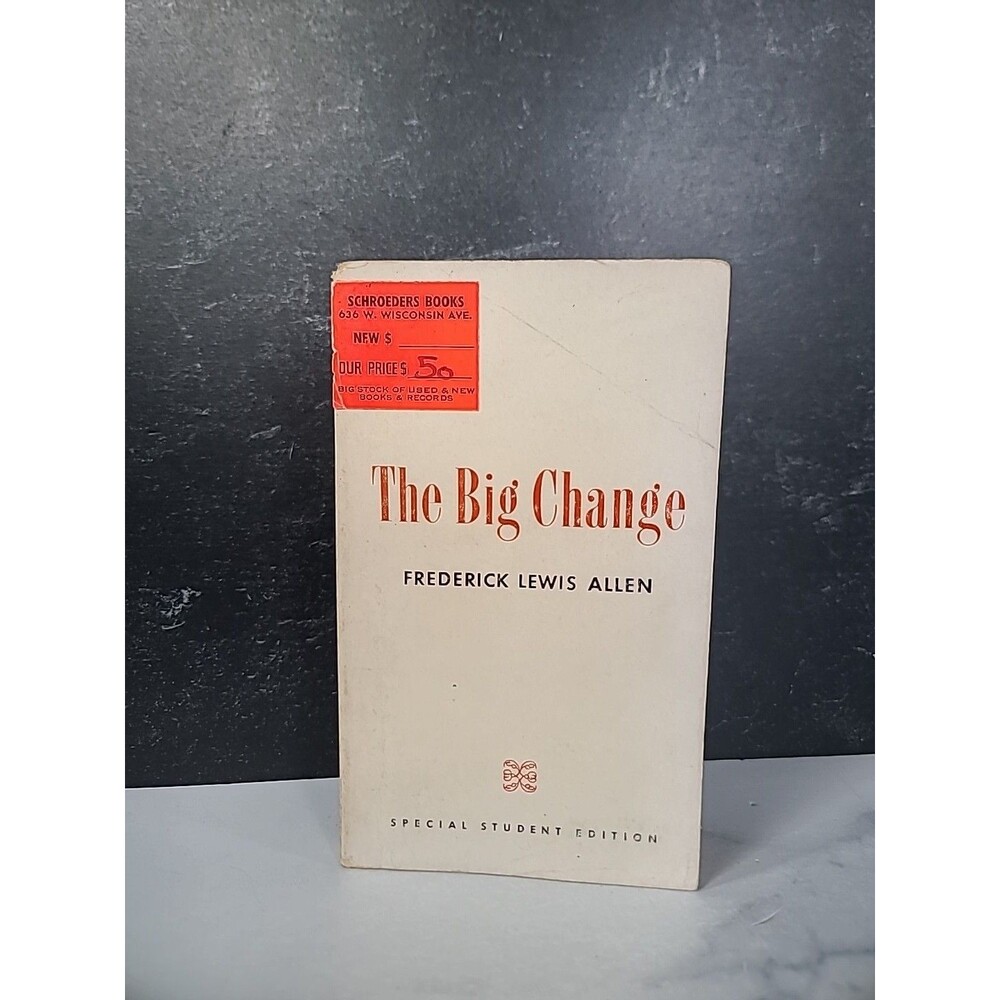 SCHROEDERS BOOKS
636 W. WISCONSIN AVE.
NEW $
OUR PRICE $ 50
BIG STOCK OF USED & NEW
BOOKS & RECORDS
The Big Change
FREDERICK LEWIS ALLEN
SPECIAL STUDENT EDITION